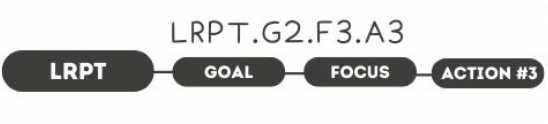 LRPT.G2.F3.A3
LRPT GOAL FOCUS ACTION #3